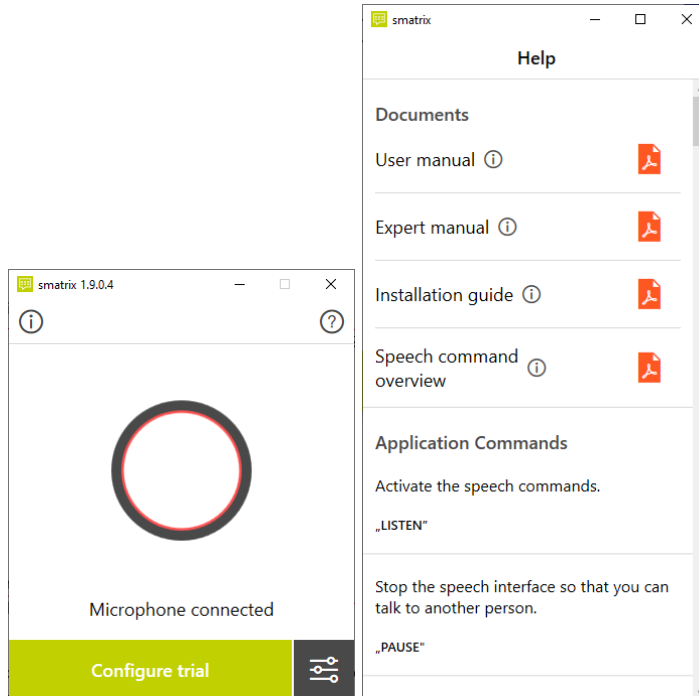 smatrix 1.9.0.4
Microphone connected
Configure trial
smatrix
Help
Documents
User manual
Expert manual
Installation guide
Speech command
overview
Application Commands
Activate the speech commands.
„LISTEN"
Stop the speech interface so that you can
talk to another person.
„PAUSE"